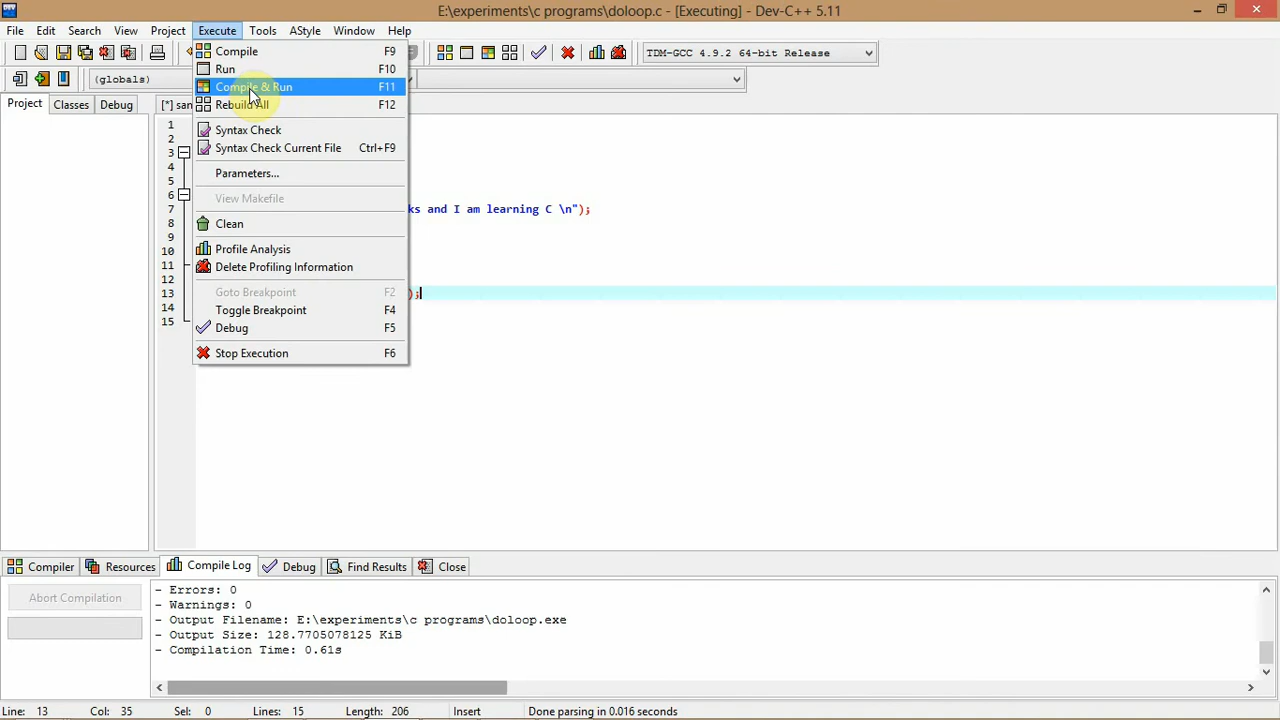 E:\experiments\c programs\doloop.c - [Executing] - Dev-C++ 5.11
File Edit Search View Project Execute Tools AStyle Window Help
TDM-GCC 4.9.2 64-bit Release
(globals)
Project Classes Debug [*] san
Compile F9
Run F10
Compile & Run F11
Rebuild All F12
Syntax Check
Syntax Check Current File Ctrl+F9
Parameters...
View Makefile
Clean
Profile Analysis
Delete Profiling Information
Goto Breakpoint F2
Toggle Breakpoint F4
Debug F5
Stop Execution F6
1
2
3
4
5
6
7 ks and I am learning C \n");
8
9
10
11
12
13 );
14
15
Compiler Resources Compile Log Debug Find Results Close
Abort Compilation
- Errors: 0
- Warnings: 0
- Output Filename: E:\experiments\c programs\doloop.exe
- Output Size: 128.7705078125 KiB
- Compilation Time: 0.61s
Line: 13 Col: 35 Sel: 0 Lines: 15 Length: 206 Insert Done parsing in 0.016 seconds